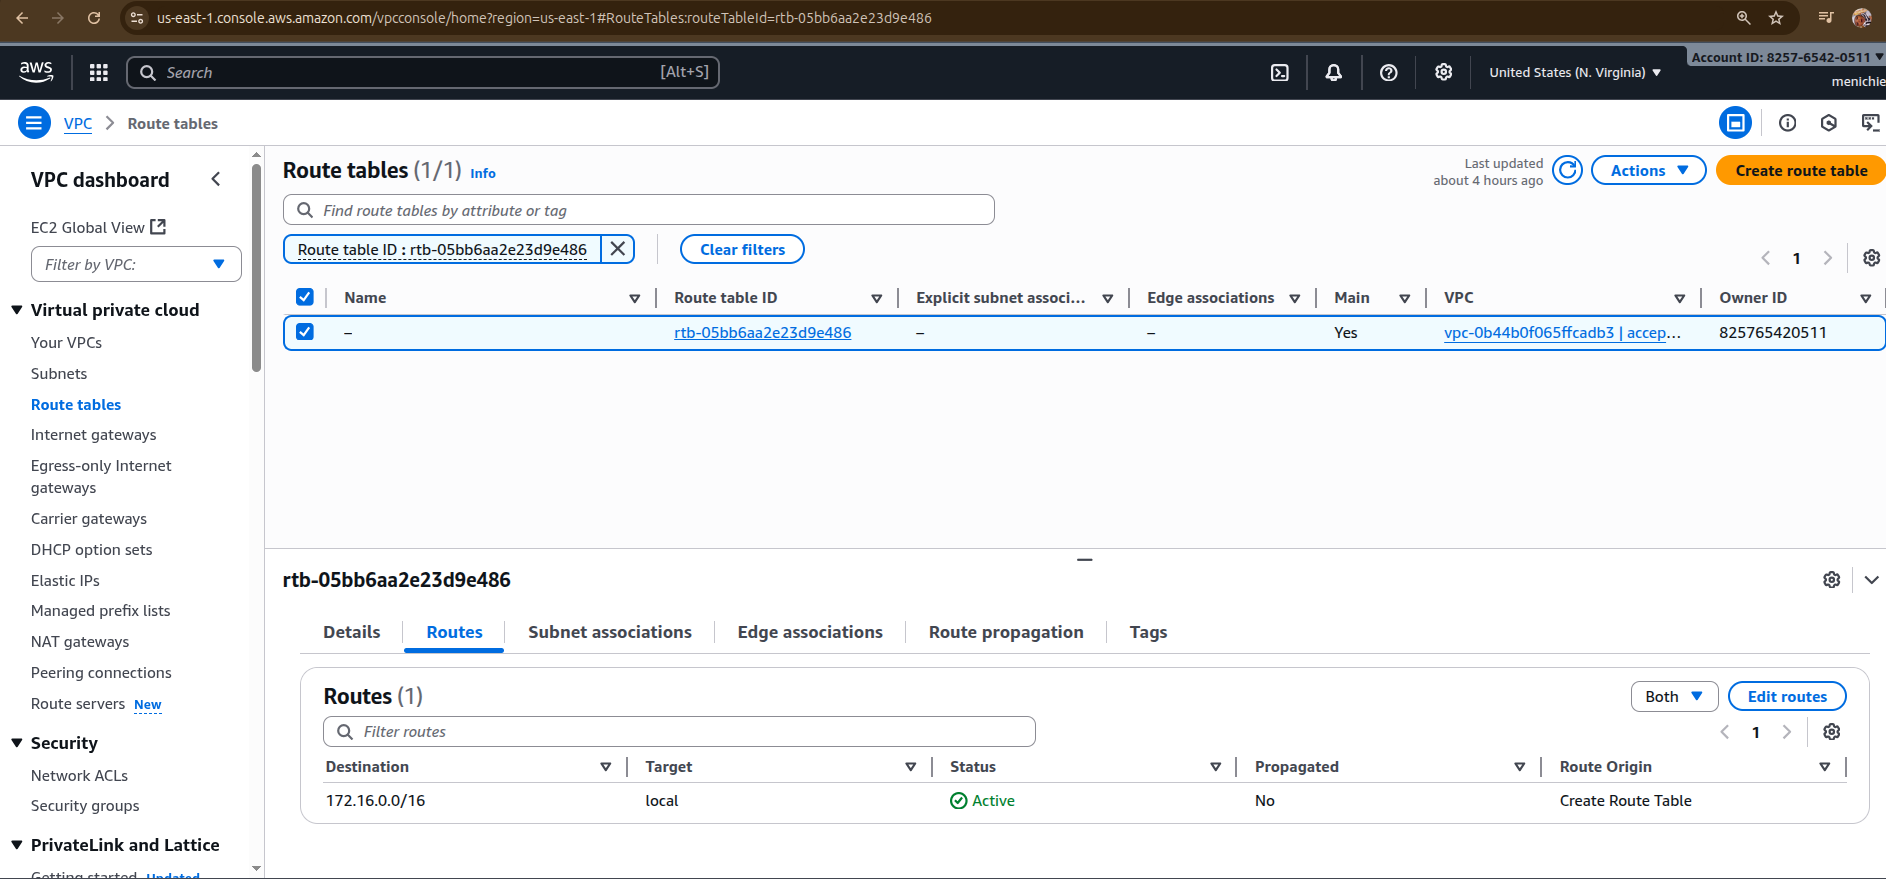 us-east-1.console.aws.amazon.com/vpcconsole/home?region=us-east-1#RouteTables:routeTableId=rtb-05bb6aa2e23d9e486
aws
Search [Alt+S]
United States (N. Virginia)
Account ID: 8257-6542-0511
menichie
VPC > Route tables
VPC dashboard
EC2 Global View
Filter by VPC:
Virtual private cloud
Your VPCs
Subnets
Route tables
Internet gateways
Egress-only Internet
gateways
Carrier gateways
DHCP option sets
Elastic IPs
Managed prefix lists
NAT gateways
Peering connections
Route servers New
Security
Network ACLs
Security groups
PrivateLink and Lattice
Getting started Updated
Route tables (1/1) Info
Last updated
about 4 hours ago
Actions
Create route table
Find route tables by attribute or tag
Route table ID : rtb-05bb6aa2e23d9e486
Clear filters
1
Name Route table ID Explicit subnet associ... Edge associations Main VPC Owner ID
– rtb-05bb6aa2e23d9e486 – – Yes vpc-0b44b0f065ffcadb3 | accep... 825765420511
rtb-05bb6aa2e23d9e486
Details Routes Subnet associations Edge associations Route propagation Tags
Routes (1)
Both
Edit routes
Filter routes
1
Destination Target Status Propagated Route Origin
172.16.0.0/16 local Active No Create Route Table